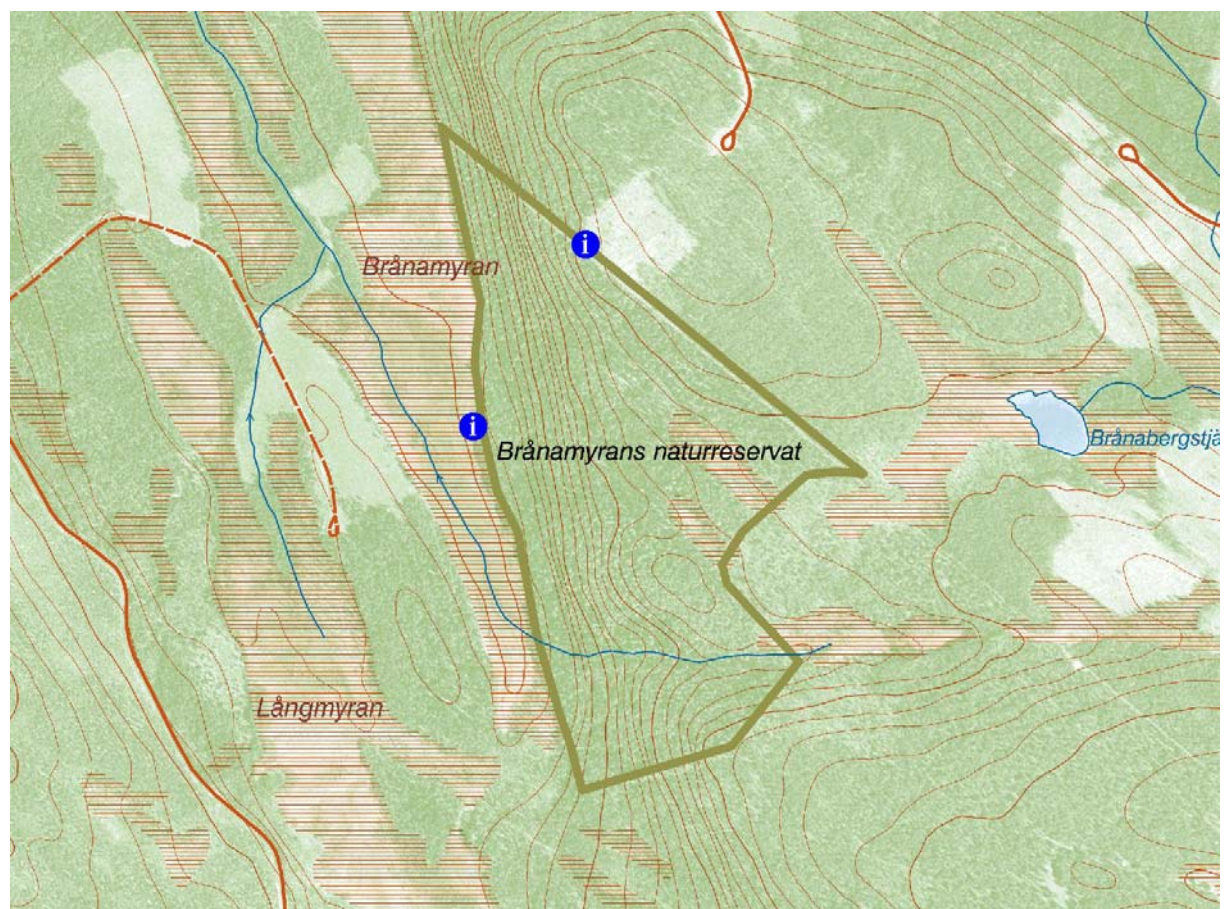 i
Brånamyran
i
Brånamyrans naturreservat
Brånabergstjä
Långmyran